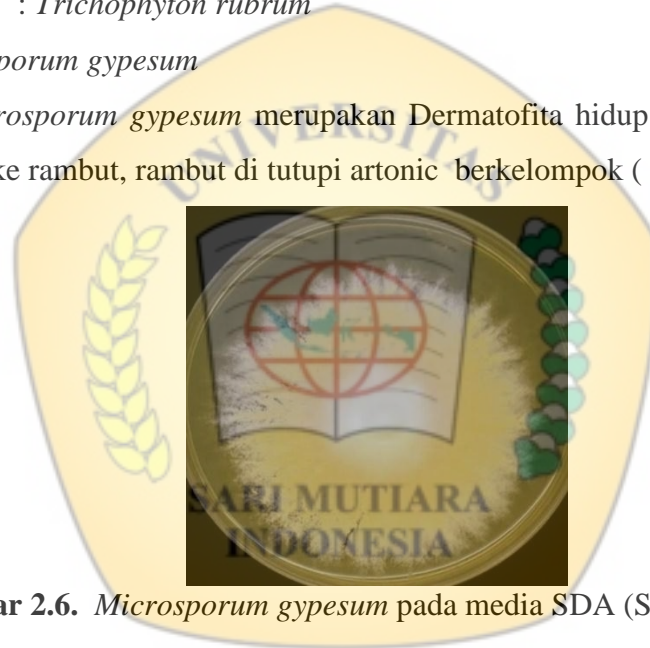 : Trichophyton rubrum
porum gypesum
rosporum gypesum merupakan Dermatofita hidup
ke rambut, rambut di tutupi artonic berkelompok (
UNIVERSITAS
SARI MUTIARA
INDONESIA
ar 2.6. Microsporum gypesum pada media SDA (S